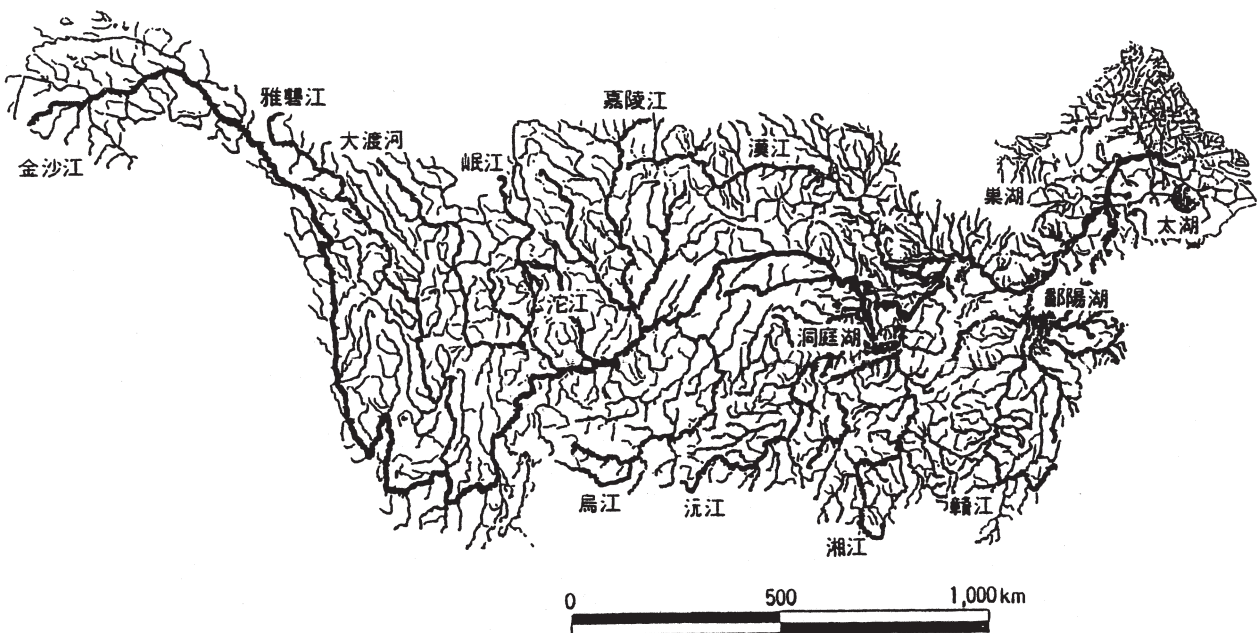 雅礱江
嘉陵江
大渡河
漢江
岷江
金沙江
巣湖
太湖
鄱陽湖
沱江
洞庭湖
烏江
沅江
贛江
湘江
0 500 1,000km